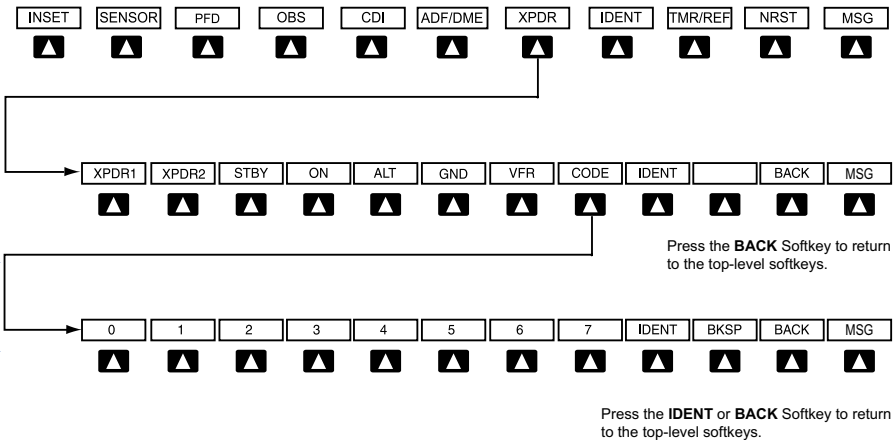 INSET SENSOR PFD OBS CDI ADF/DME XPDR IDENT TMR/REF NRST MSG
XPDR1 XPDR2 STBY ON ALT GND VFR CODE IDENT BACK MSG
Press the BACK Softkey to return
to the top-level softkeys.
0 1 2 3 4 5 6 7 IDENT BKSP BACK MSG
Press the IDENT or BACK Softkey to return
to the top-level softkeys.